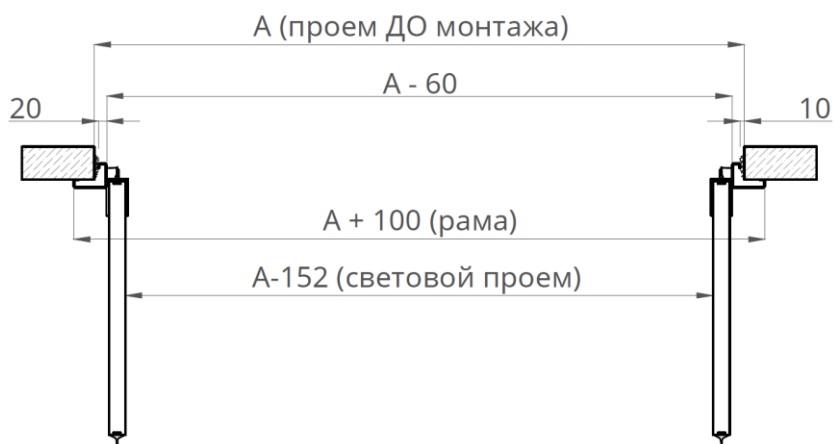 А (проем ДО монтажа)
А - 60
20
10
А + 100 (рама)
А-152 (световой проем)